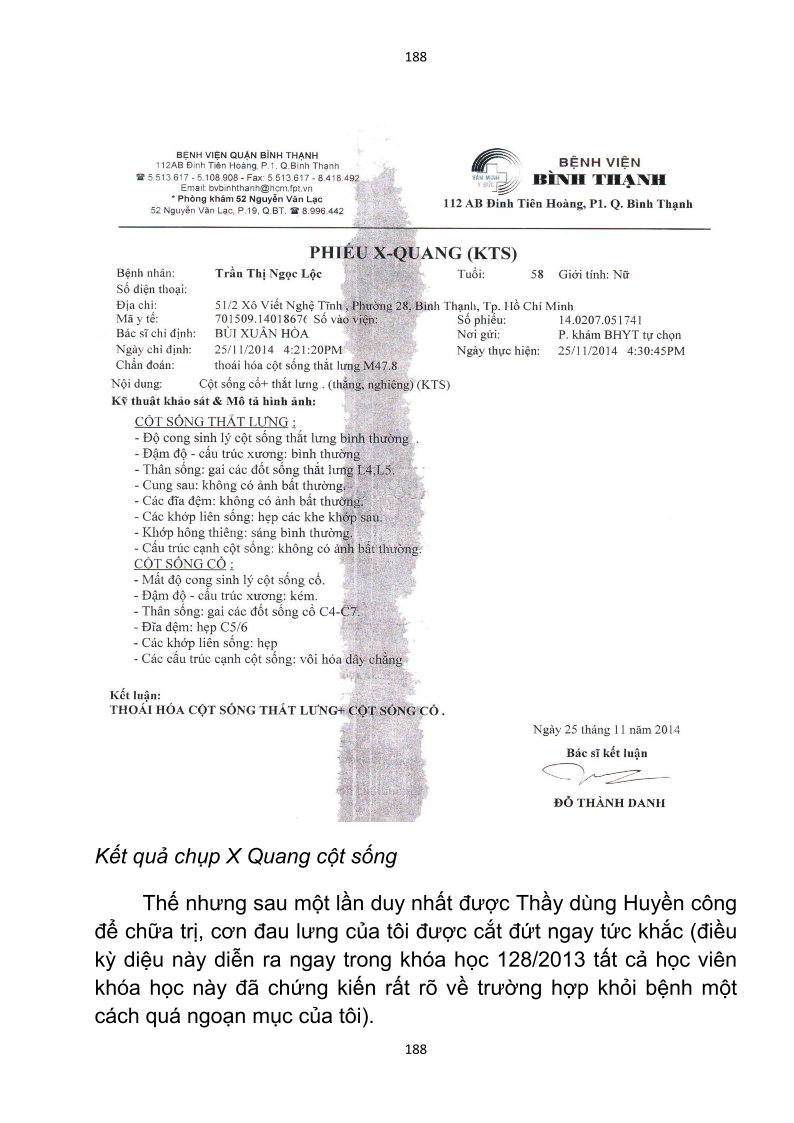 188
BỆNH VIỆN QUẬN BÌNH THẠNH
112AB Đinh Tiên Hoàng, P.1, Q.Bình Thạnh
☎ 5.513.617 - 5.108.908 - Fax: 5.513.617 - 8.418.492
Email: bvbinhthanh@hcm.fpt.vn
* Phòng khám 52 Nguyễn Văn Lạc
52 Nguyễn Văn Lạc, P.19, Q.BT. ☎ 8.996.442
VĂN MINH
Y ĐỨC
BỆNH VIỆN
BÌNH THẠNH
112 AB Đinh Tiên Hoàng, P1. Q. Bình Thạnh
PHIẾU X-QUANG (KTS)
Bệnh nhân: Trần Thị Ngọc Lộc Tuổi: 58 Giới tính: Nữ
Số điện thoại:
Địa chỉ: 51/2 Xô Viết Nghệ Tĩnh , Phường 28, Bình Thạnh, Tp. Hồ Chí Minh
Mã y tế: 701509.1401867( Số vào viện: Số phiếu: 14.0207.051741
Bác sĩ chỉ định: BÙI XUÂN HÒA Nơi gửi: P. khám BHYT tự chọn
Ngày chỉ định: 25/11/2014 4:21:20PM Ngày thực hiện: 25/11/2014 4:30:45PM
Chẩn đoán: thoái hóa cột sống thắt lưng M47.8
Nội dung: Cột sống cổ+ thắt lưng . (thẳng, nghiêng) (KTS)
Kỹ thuật khảo sát & Mô tả hình ảnh:
CỘT SỐNG THẮT LƯNG :
- Độ cong sinh lý cột sống thắt lưng bình thường .
- Đậm độ - cấu trúc xương: bình thường
- Thân sống: gai các đốt sống thắt lưng L4,L5.
- Cung sau: không có ảnh bất thường.
- Các đĩa đệm: không có ảnh bất thường.
- Các khớp liên sống: hẹp các khe khớp sau.
- Khớp hông thiêng: sáng bình thường.
- Cấu trúc cạnh cột sống: không có ảnh bất thường.
CỘT SỐNG CỔ :
- Mất độ cong sinh lý cột sống cổ.
- Đậm độ - cấu trúc xương: kém.
- Thân sống: gai các đốt sống cổ C4-C7.
- Đĩa đệm: hẹp C5/6
- Các khớp liên sống: hẹp
- Các cấu trúc cạnh cột sống: vôi hóa dây chằng
Kết luận:
THOÁI HÓA CỘT SỐNG THẮT LƯNG+ CỘT SỐNG CỔ .
Ngày 25 tháng 11 năm 2014
Bác sĩ kết luận
ĐỖ THÀNH DANH
Kết quả chụp X Quang cột sống
Thế nhưng sau một lần duy nhất được Thầy dùng Huyền công
để chữa trị, cơn đau lưng của tôi được cắt đứt ngay tức khắc (điều
kỳ diệu này diễn ra ngay trong khóa học 128/2013 tất cả học viên
khóa học này đã chứng kiến rất rõ về trường hợp khỏi bệnh một
cách quá ngoạn mục của tôi).
188